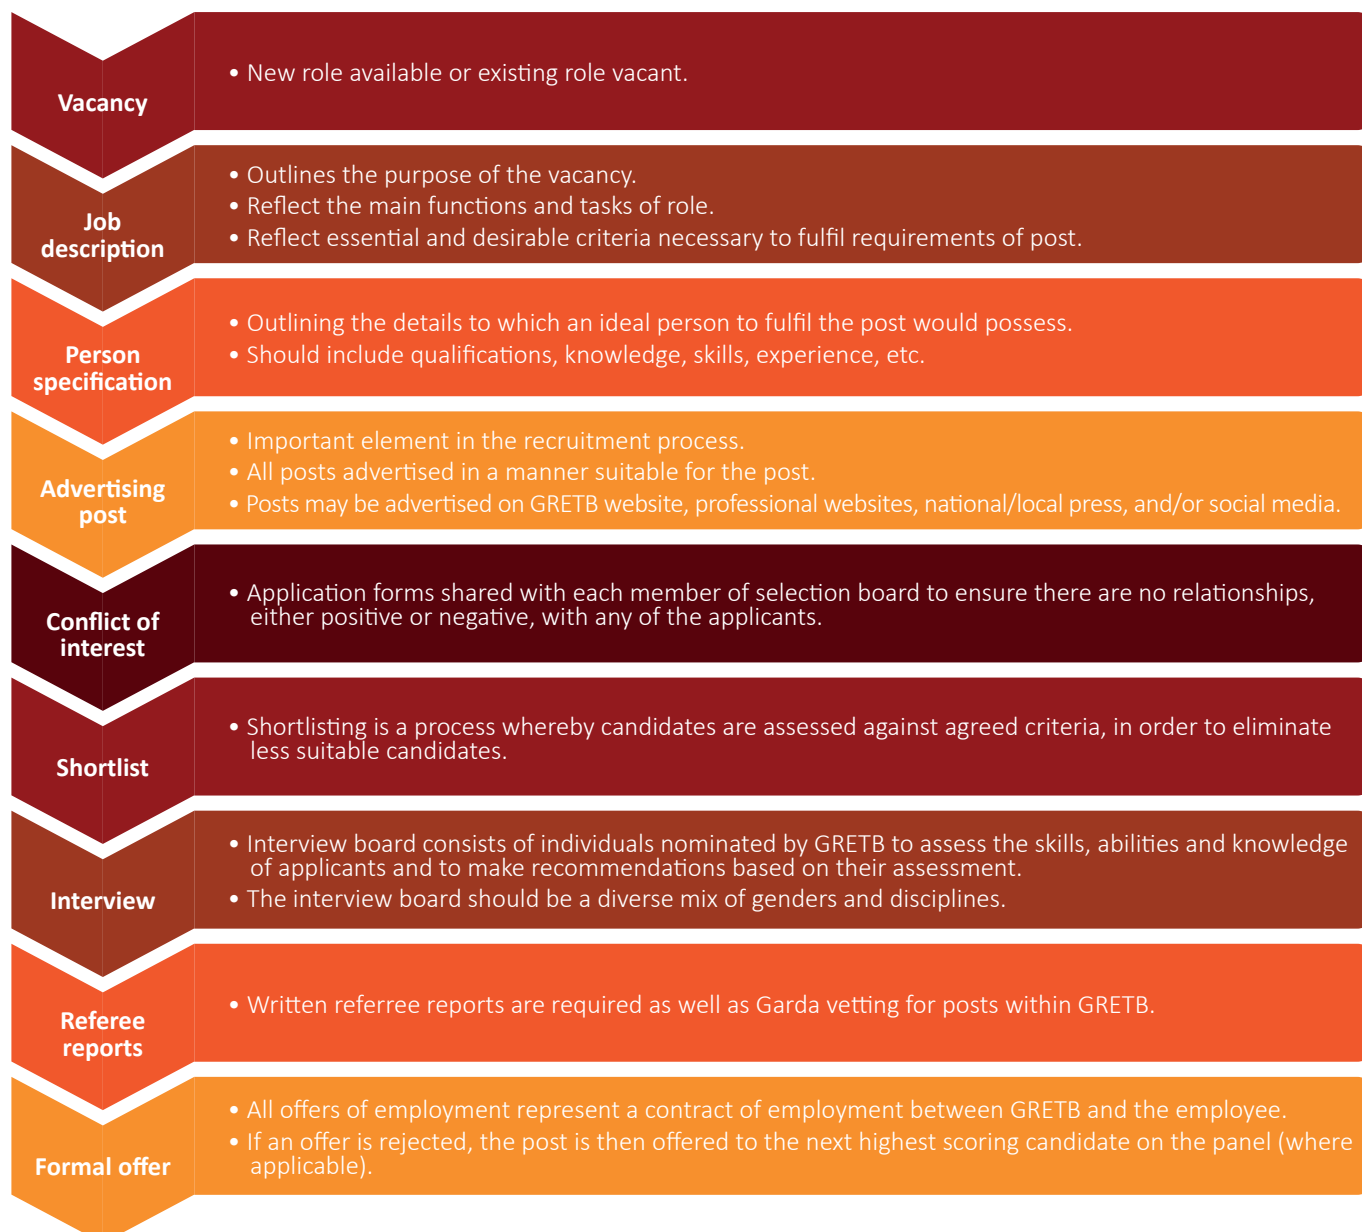 Vacancy
• New role available or existing role vacant.
Job
description
• Outlines the purpose of the vacancy.
• Reflect the main functions and tasks of role.
• Reflect essential and desirable criteria necessary to fulfil requirements of post.
Person
specification
• Outlining the details to which an ideal person to fulfil the post would possess.
• Should include qualifications, knowledge, skills, experience, etc.
Advertising
post
• Important element in the recruitment process.
• All posts advertised in a manner suitable for the post.
• Posts may be advertised on GRETB website, professional websites, national/local press, and/or social media.
Conflict of
interest
• Application forms shared with each member of selection board to ensure there are no relationships,
either positive or negative, with any of the applicants.
Shortlist
• Shortlisting is a process whereby candidates are assessed against agreed criteria, in order to eliminate
less suitable candidates.
Interview
• Interview board consists of individuals nominated by GRETB to assess the skills, abilities and knowledge
of applicants and to make recommendations based on their assessment.
• The interview board should be a diverse mix of genders and disciplines.
Referee
reports
• Written referree reports are required as well as Garda vetting for posts within GRETB.
Formal offer
• All offers of employment represent a contract of employment between GRETB and the employee.
• If an offer is rejected, the post is then offered to the next highest scoring candidate on the panel (where
applicable).